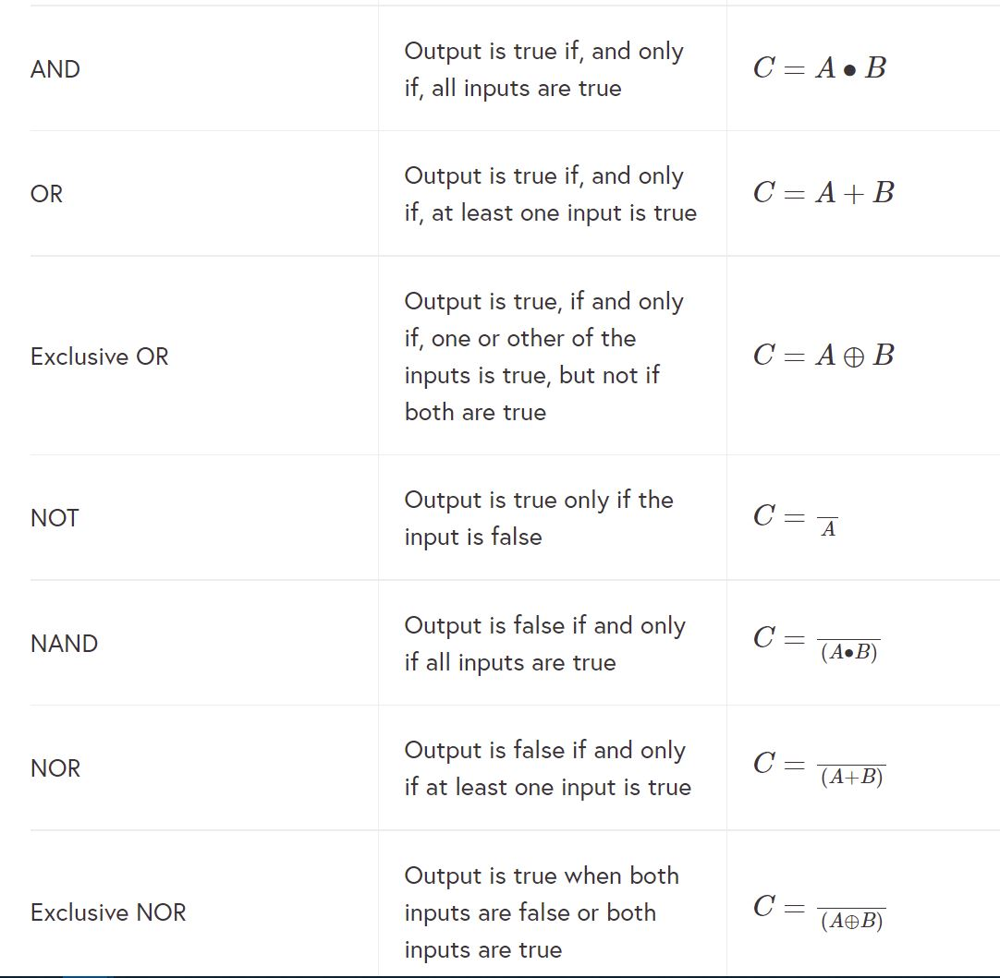 AND
Output is true if, and only
if, all inputs are true
C = A • B
OR
Output is true if, and only
if, at least one input is true
C = A + B
Exclusive OR
Output is true, if and only
if, one or other of the
inputs is true, but not if
both are true
C = A ⊕ B
NOT
Output is true only if the
input is false
C = A̅
NAND
Output is false if and only
if all inputs are true
C = \overline{(A•B)}
NOR
Output is false if and only
if at least one input is true
C = \overline{(A+B)}
Exclusive NOR
Output is true when both
inputs are false or both
inputs are true
C = \overline{(A⊕B)}